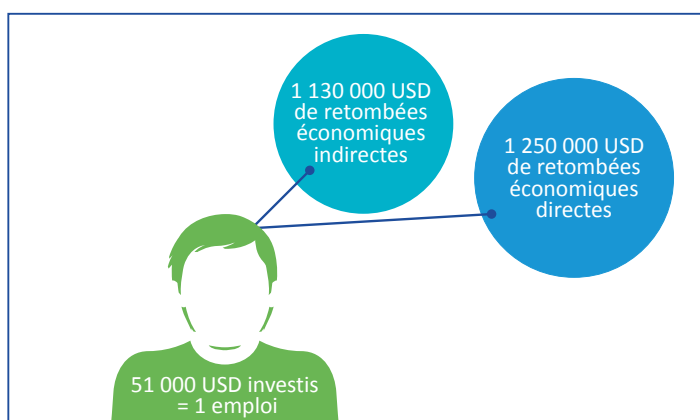 1 130 000 USD
de retombées
économiques
indirectes
1 250 000 USD
de retombées
économiques
directes
51 000 USD investis
= 1 emploi